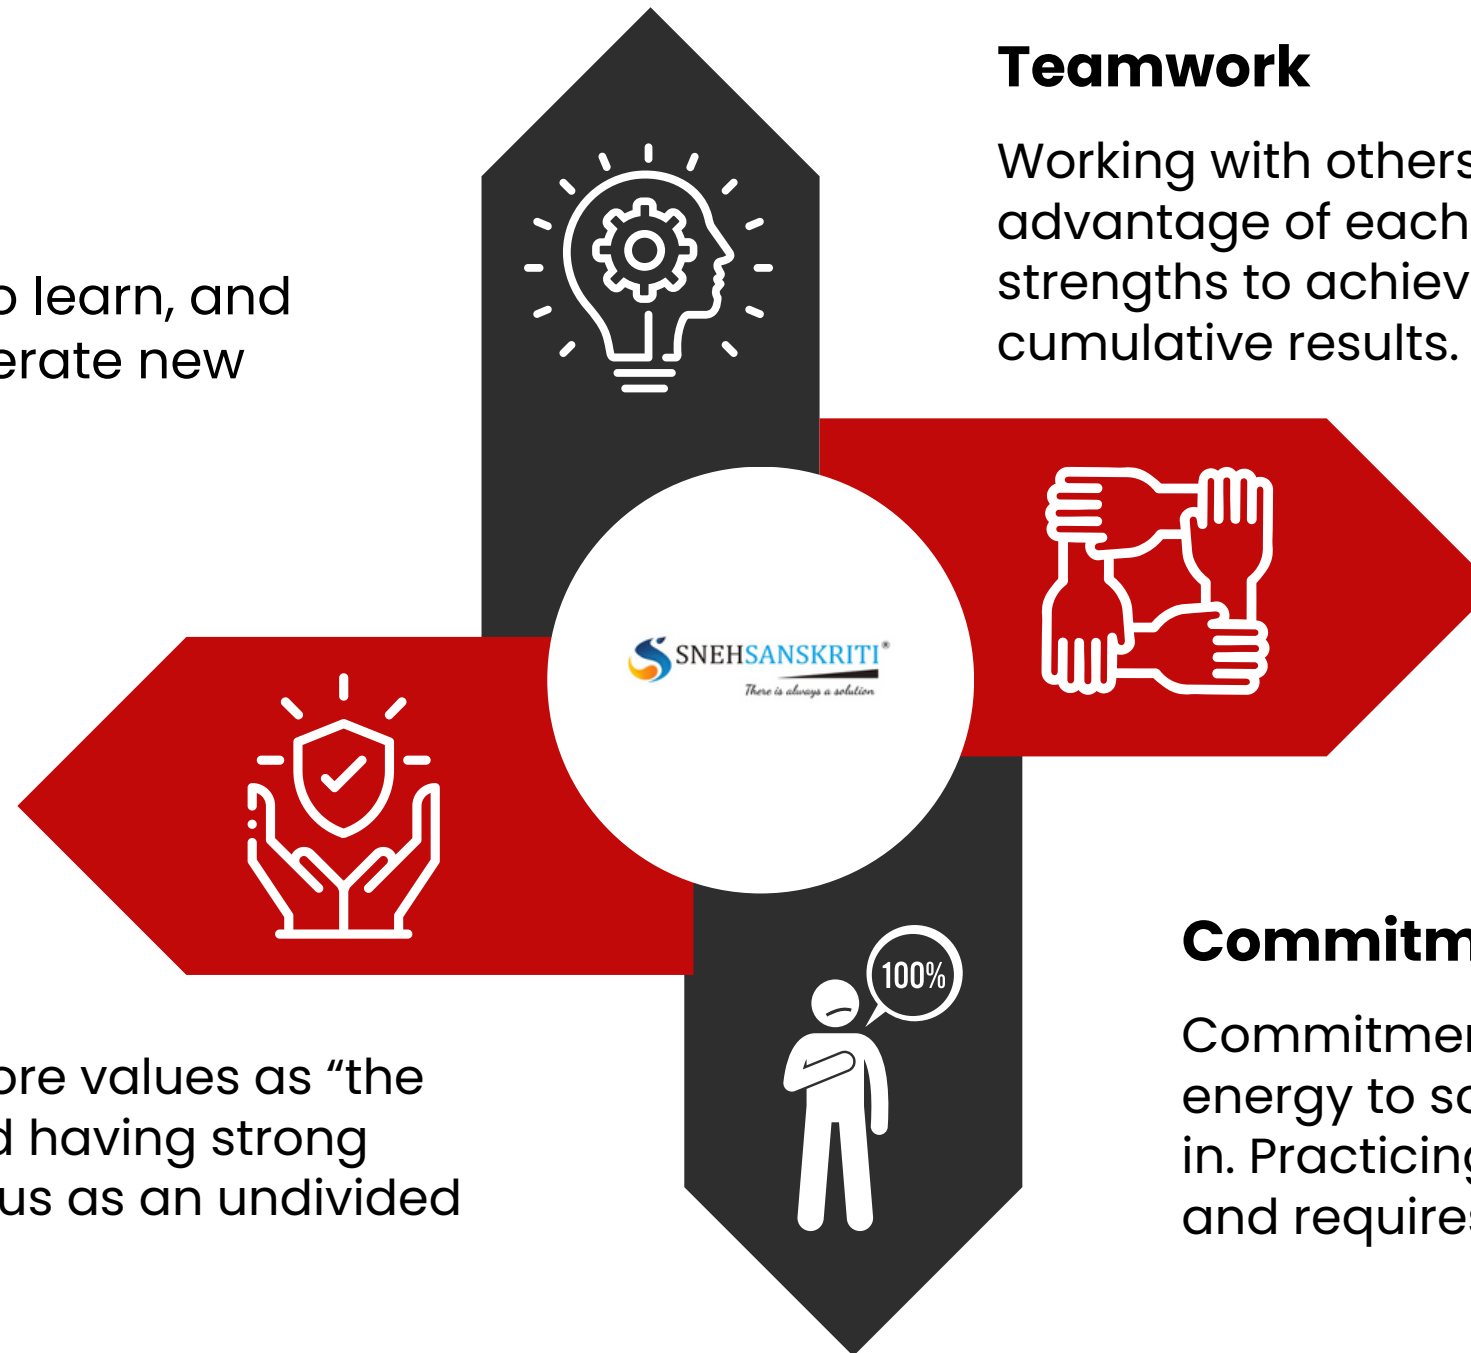 Teamwork
Working with others
advantage of each
strengths to achiev
cumulative results.
o learn, and
erate new
SNEHSANSKRITI®
There is always a solution
100%
Commitm
Commitmen
energy to so
in. Practicing
and requires
ore values as “the
d having strong
us as an undivided